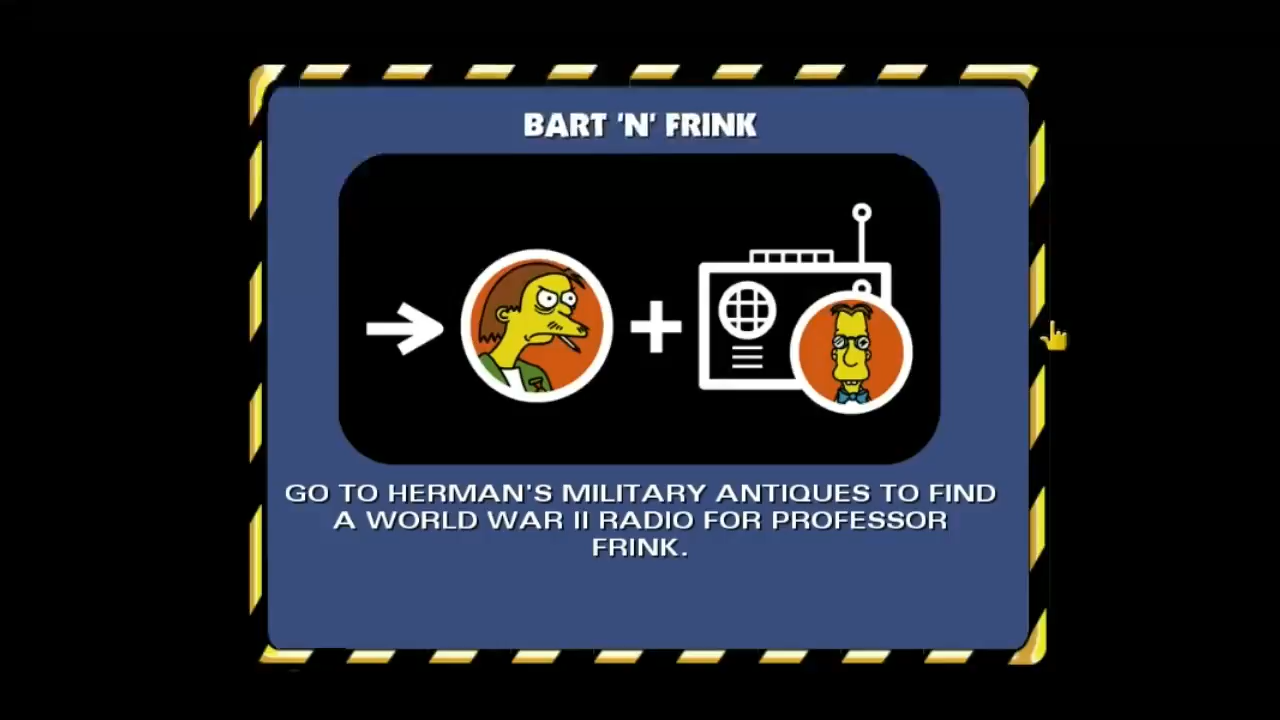 BART 'N' FRINK
GO TO HERMAN'S MILITARY ANTIQUES TO FIND
A WORLD WAR II RADIO FOR PROFESSOR
FRINK.